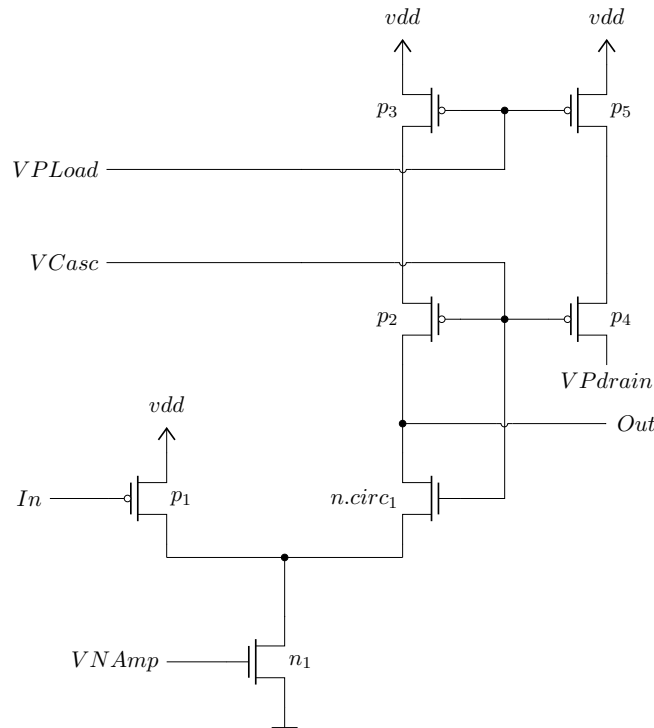 vdd vdd
p3 p5
VPLoad
VCasc
p2 p4
VPdrain
vdd
Out
In p1 n.circ1
VNAmp n1